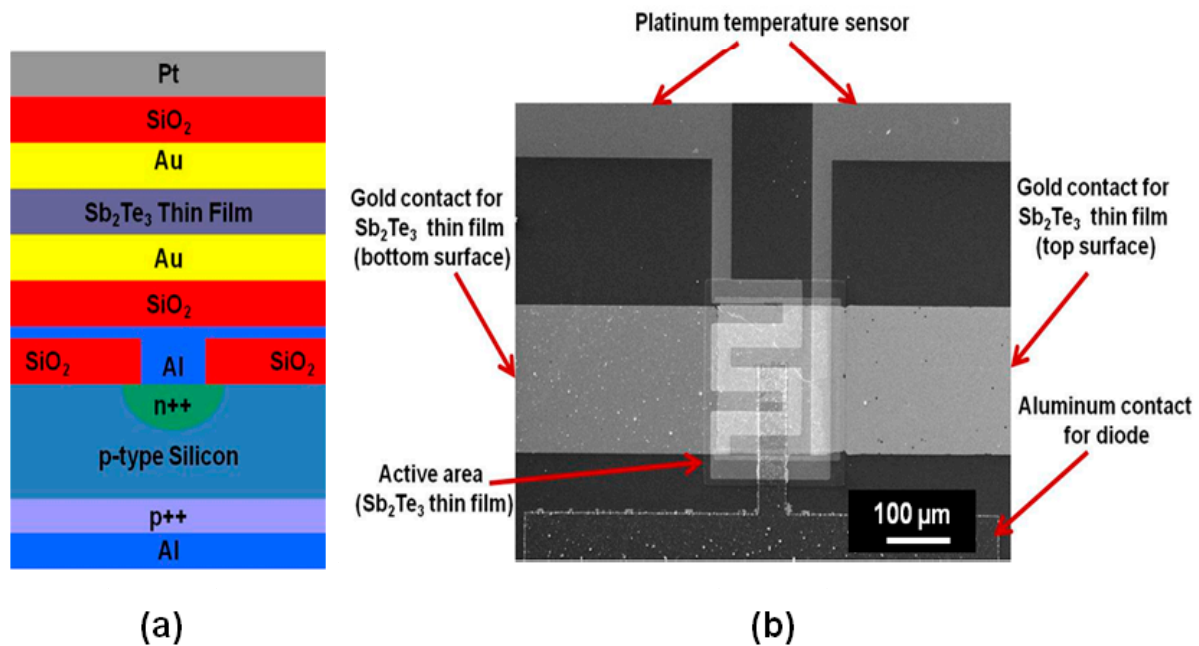 Pt
SiO₂
Au
Sb₂Te₃ Thin Film
Au
SiO₂
SiO₂
Al
SiO₂
n++
p-type Silicon
p++
Al
(a)
Platinum temperature sensor
Gold contact for
Sb₂Te₃ thin film
(bottom surface)
Gold contact for
Sb₂Te₃ thin film
(top surface)
Aluminum contact
for diode
Active area
(Sb₂Te₃ thin film)
100 µm
(b)